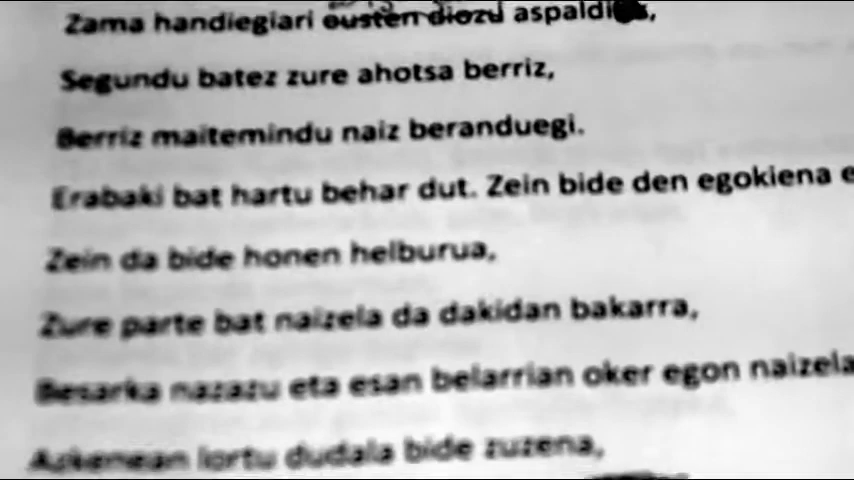 Zama handiegiari eusten diozu aspaldi
Segundu batez zure ahotsa berriz,
Berriz maitemindu naiz beranduegi.
Erabaki bat hartu behar dut. Zein bide den egokiena e
Zein da bide honen helburua,
Zure parte bat naizela da dakidan bakarra,
Besarka nazazu eta esan belarrian oker egon naizela
Azkenean lortu dudala bide zuzena,